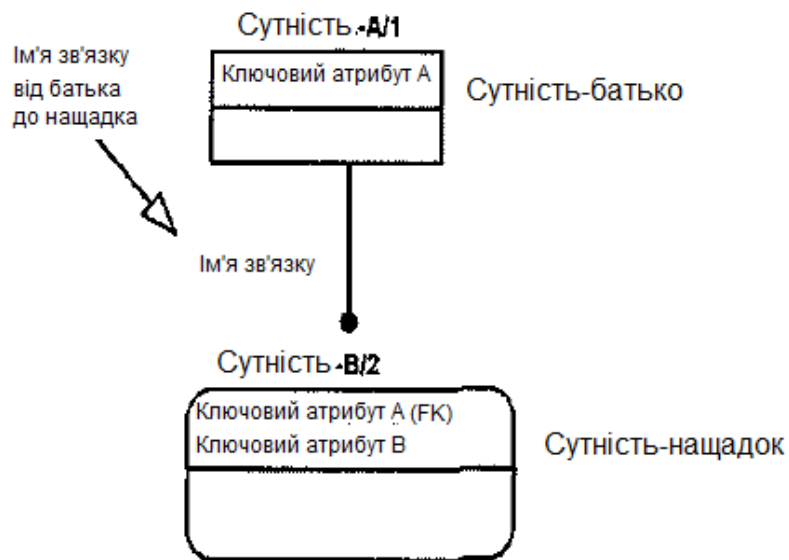 Сутність -А/1
Ім'я зв'язку
від батька
до нащадка
Ключовий атрибут А
Сутність-батько
Ім'я зв'язку
Сутність -В/2
Ключовий атрибут А (FK)
Ключовий атрибут В
Сутність-нащадок